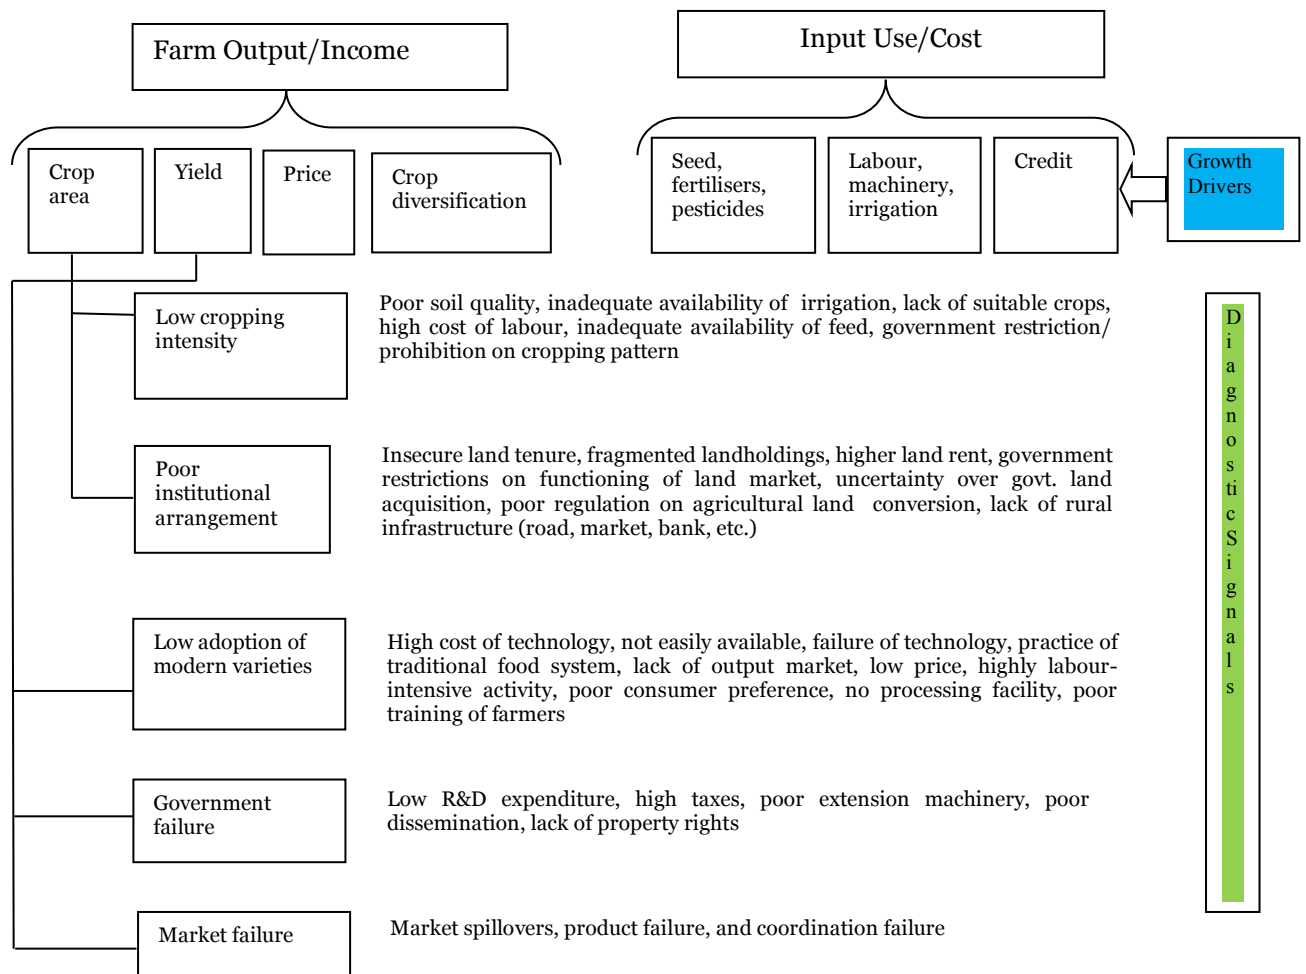 Farm Output/Income
Input Use/Cost
Crop
area
Yield
Price
Crop
diversification
Seed,
fertilisers,
pesticides
Labour,
machinery,
irrigation
Credit
Growth
Drivers
Low cropping
intensity
Poor soil quality, inadequate availability of irrigation, lack of suitable crops,
high cost of labour, inadequate availability of feed, government restriction/
prohibition on cropping pattern
Poor
institutional
arrangement
Insecure land tenure, fragmented landholdings, higher land rent, government
restrictions on functioning of land market, uncertainty over govt. land
acquisition, poor regulation on agricultural land conversion, lack of rural
infrastructure (road, market, bank, etc.)
Low adoption of
modern varieties
High cost of technology, not easily available, failure of technology, practice of
traditional food system, lack of output market, low price, highly labour-
intensive activity, poor consumer preference, no processing facility, poor
training of farmers
Government
failure
Low R&D expenditure, high taxes, poor extension machinery, poor
dissemination, lack of property rights
Market failure
Market spillovers, product failure, and coordination failure
D
i
a
g
n
o
s
ti
c
S
i
g
n
a
l
s